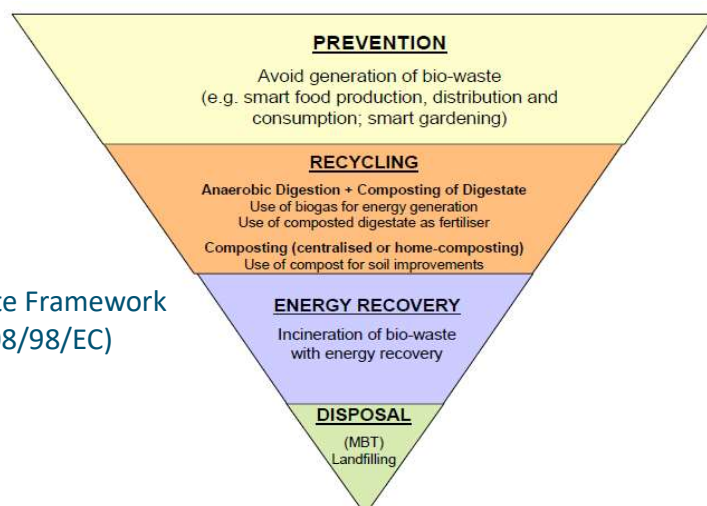 PREVENTION
Avoid generation of bio-waste
(e.g. smart food production, distribution and
consumption; smart gardening)
RECYCLING
Anaerobic Digestion + Composting of Digestate
Use of biogas for energy generation
Use of composted digestate as fertiliser
Composting (centralised or home-composting)
Use of compost for soil improvements
Framework
98/EC)
ENERGY RECOVERY
Incineration of bio-waste
with energy recovery
DISPOSAL
(MBT)
Landfilling